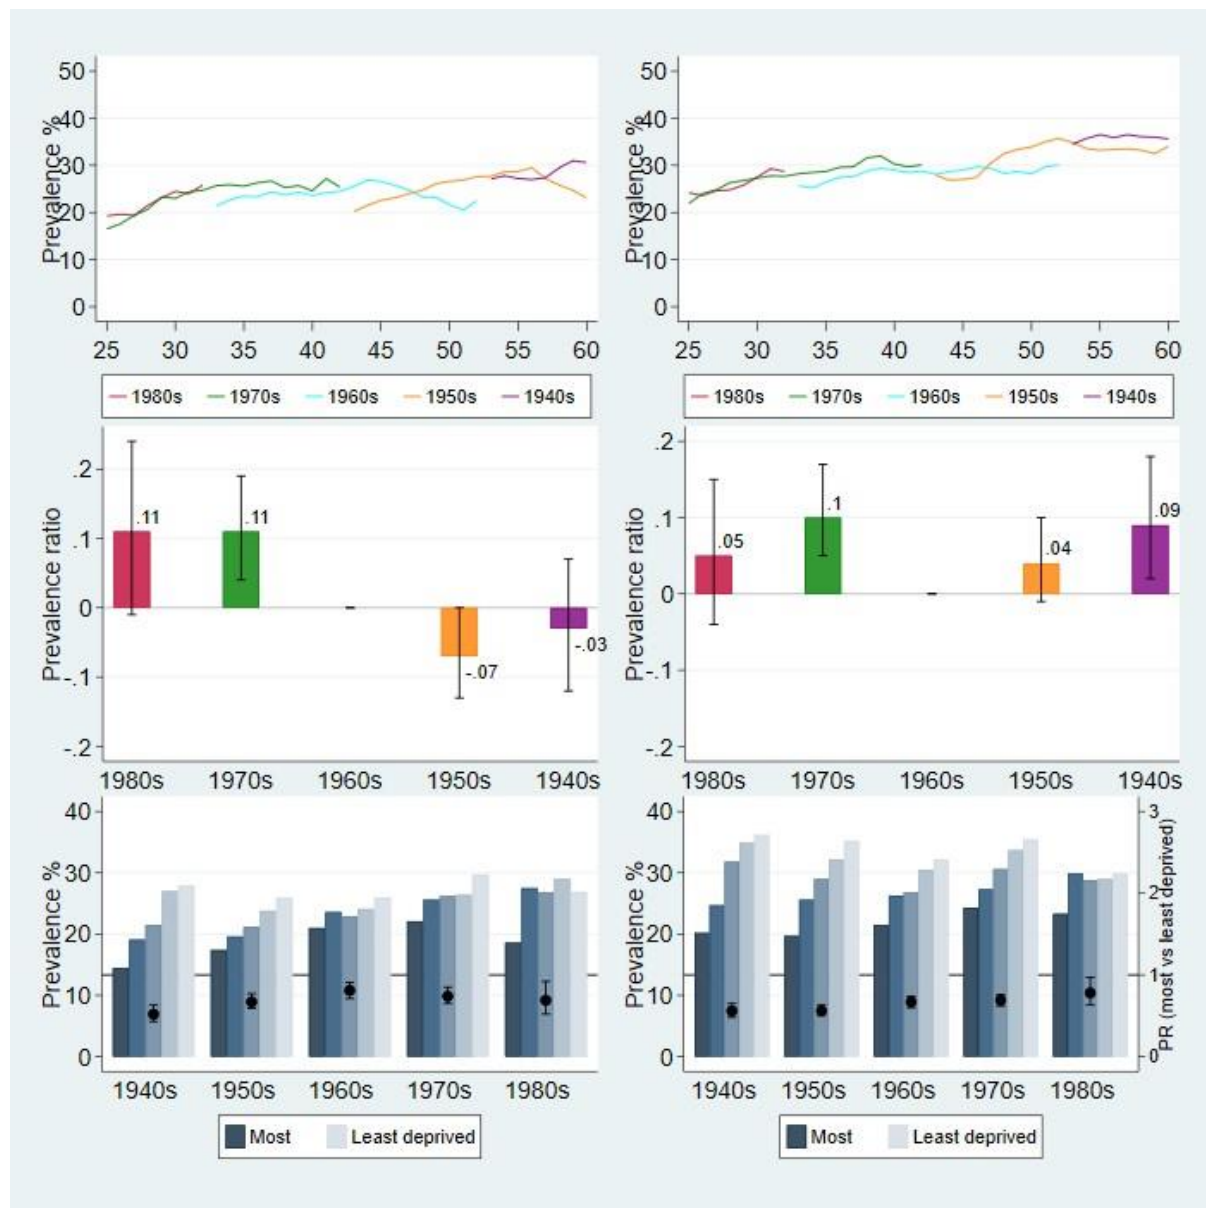 50
40
30
20
10
0
Prevalence %
25 30 35 40 45 50 55 60
1980s 1970s 1960s 1950s 1940s
50
40
30
20
10
0
Prevalence %
25 30 35 40 45 50 55 60
1980s 1970s 1960s 1950s 1940s
.2
.1
0
-.1
-.2
Prevalence ratio
.11 .11 -.07 -.03
1980s 1970s 1960s 1950s 1940s
.2
.1
0
-.1
-.2
Prevalence ratio
.05 .1 .04 .09
1980s 1970s 1960s 1950s 1940s
40
30
20
10
0
Prevalence %
1940s 1950s 1960s 1970s 1980s
Most Least deprived
40
30
20
10
0
Prevalence %
3
2
1
0
PR (most vs least deprived)
1940s 1950s 1960s 1970s 1980s
Most Least deprived